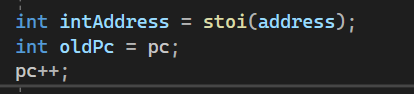 int intAddress = stoi(address);
int oldPc = pc;
pc++;